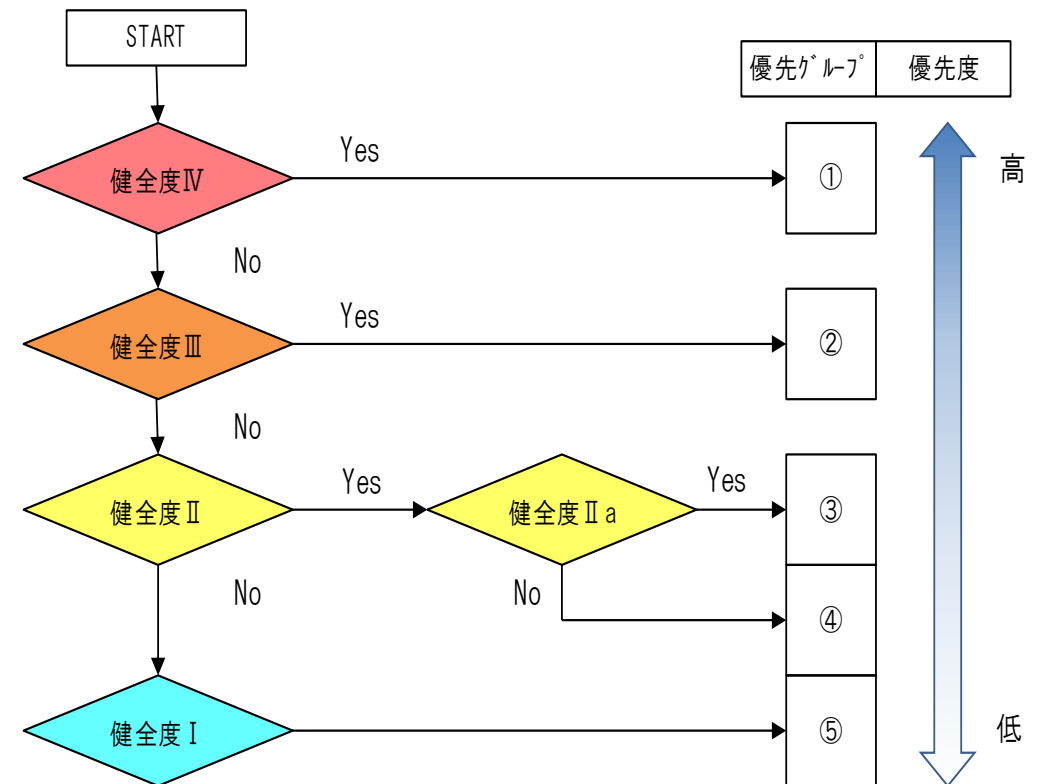 START
優先ｸﾞﾙｰﾌﾟ 優先度
健全度Ⅳ
Yes
①
高
No
健全度Ⅲ
Yes
②
No
健全度Ⅱ
Yes
健全度Ⅱa
Yes
③
No
No
④
健全度Ⅰ
⑤
低